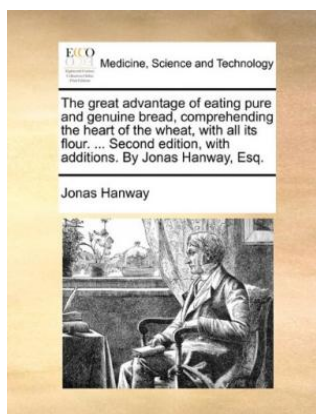 ECCO
Medicine, Science and Technology
The great advantage of eating pure
and genuine bread, comprehending
the heart of the wheat, with all its
flour. ... Second edition, with
additions. By Jonas Hanway, Esq.
Jonas Hanway